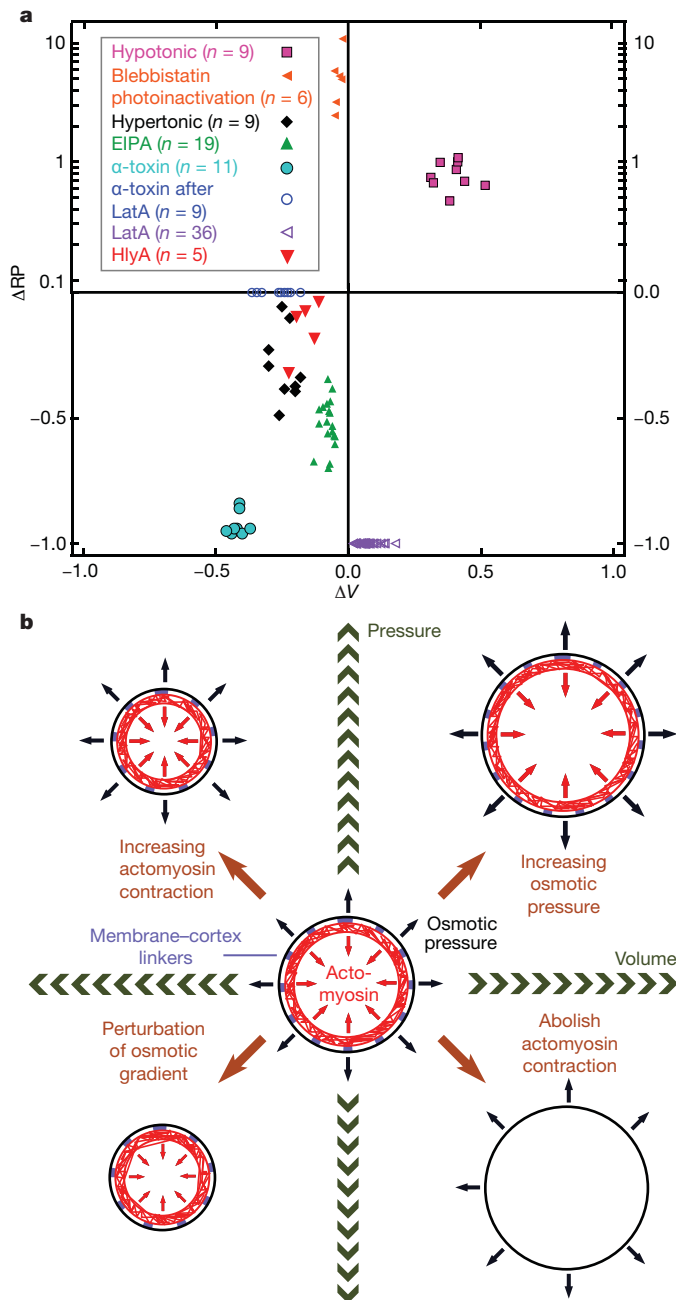 a
10
1
0.1
−0.5
−1.0
ΔRP
Hypotonic (n = 9)
Blebbistatin
photoinactivation (n = 6)
Hypertonic (n = 9)
EIPA (n = 19)
α-toxin (n = 11)
α-toxin after
LatA (n = 9)
LatA (n = 36)
HlyA (n = 5)
10
1
0.0
−0.5
−1.0
−1.0
−0.5
0.0
0.5
1.0
ΔV
b
Pressure
Increasing
actomyosin
contraction
Increasing
osmotic
pressure
Membrane–cortex
linkers
Osmotic
pressure
Acto-
myosin
Volume
Perturbation
of osmotic
gradient
Abolish
actomyosin
contraction